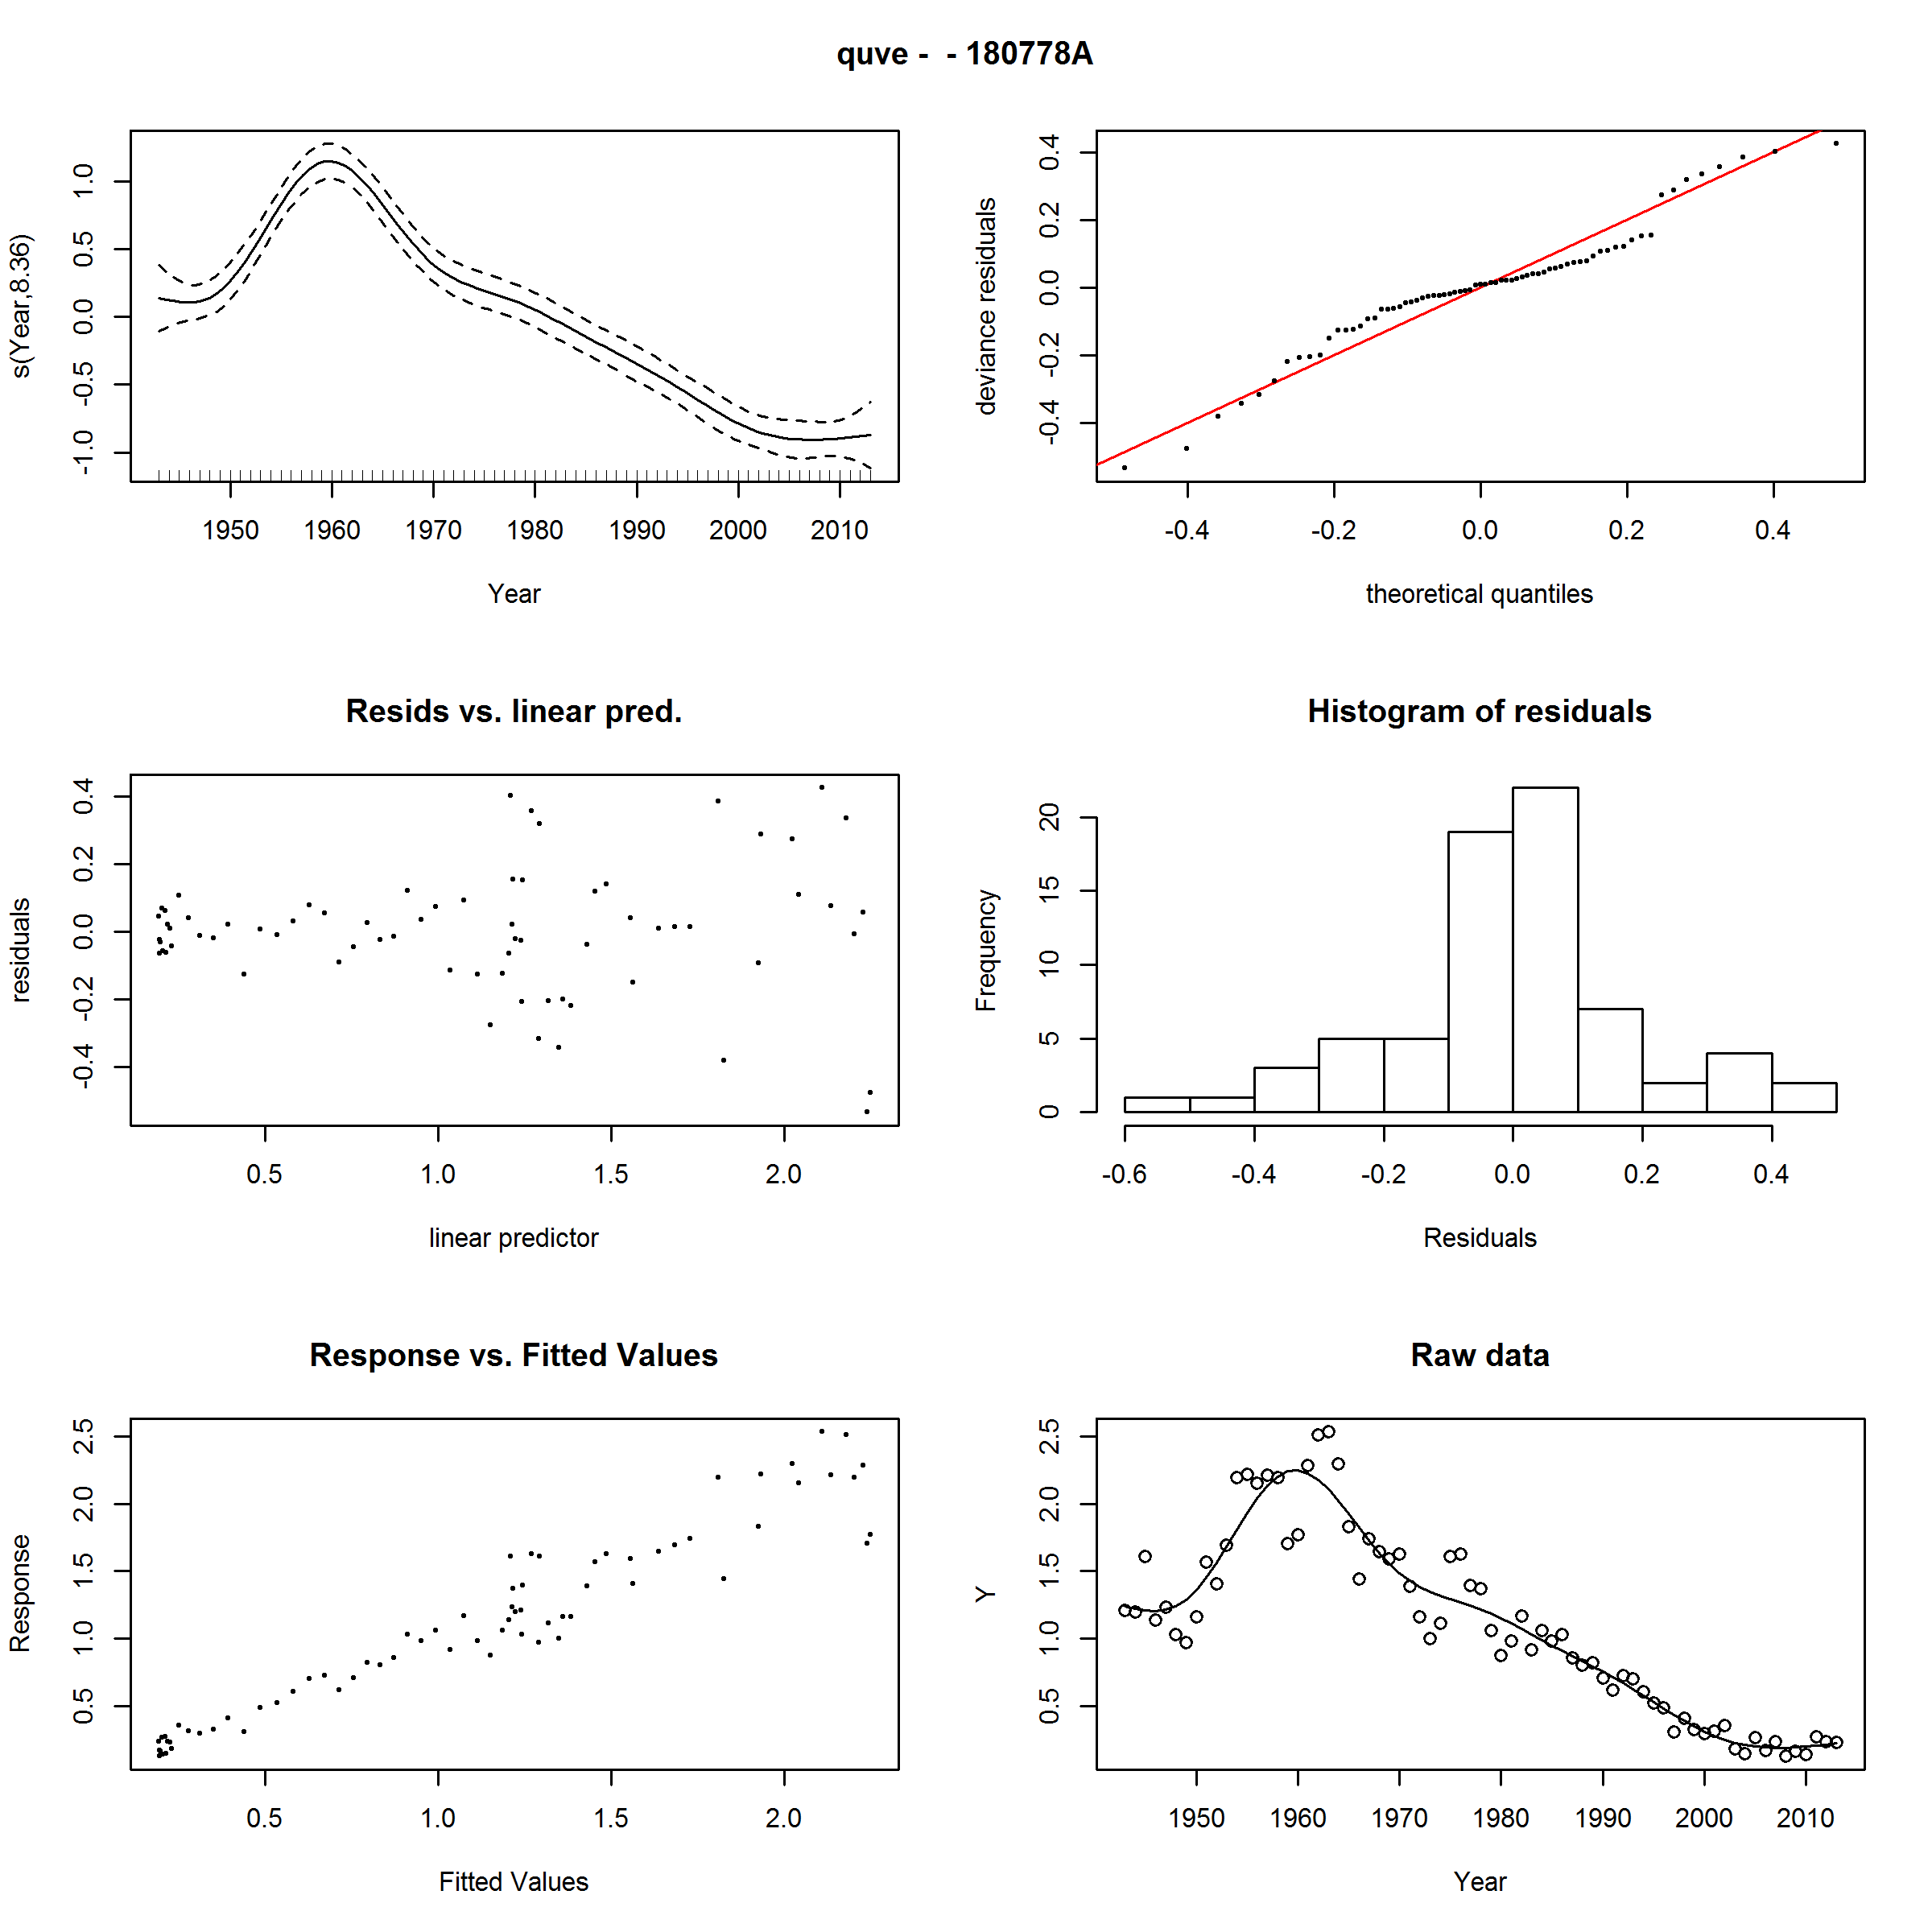 quve -  - 180778A
s(Year,8.36)
1.0
0.5
0.0
-0.5
-1.0
1950 1960 1970 1980 1990 2000 2010
Year
deviance residuals
0.4
0.2
0.0
-0.2
-0.4
-0.4 -0.2 0.0 0.2 0.4
theoretical quantiles
Resids vs. linear pred.
residuals
0.4
0.2
0.0
-0.2
-0.4
0.5 1.0 1.5 2.0
linear predictor
Histogram of residuals
Frequency
20
15
10
5
0
-0.6 -0.4 -0.2 0.0 0.2 0.4
Residuals
Response vs. Fitted Values
Response
2.5
2.0
1.5
1.0
0.5
0.5 1.0 1.5 2.0
Fitted Values
Raw data
Y
2.5
2.0
1.5
1.0
0.5
1950 1960 1970 1980 1990 2000 2010
Year